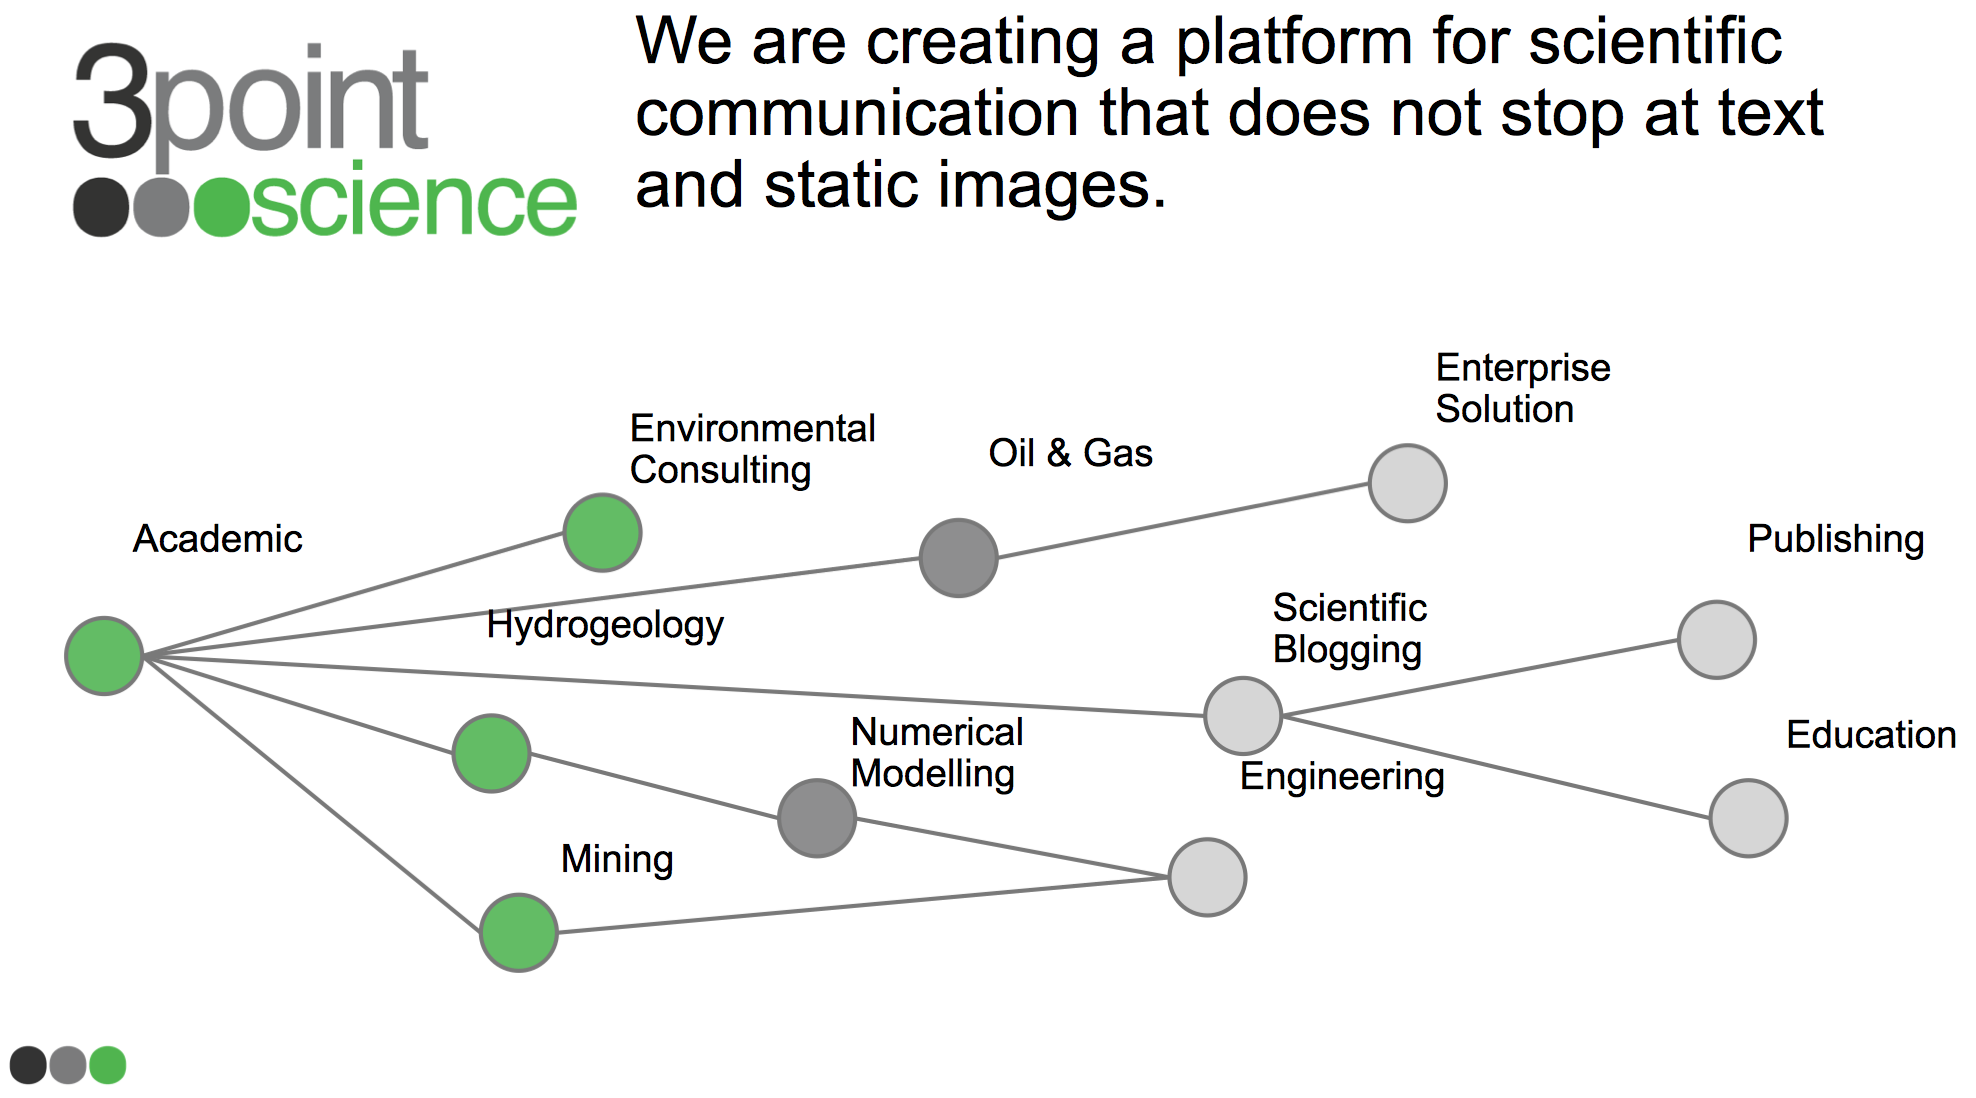 3point
science
We are creating a platform for scientific
communication that does not stop at text
and static images.
Enterprise
Solution
Environmental
Consulting
Oil & Gas
Academic
Publishing
Hydrogeology
Scientific
Blogging
Numerical
Modelling
Engineering
Education
Mining